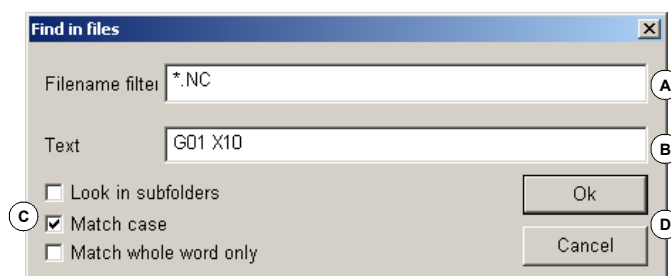 Find in files
Filename filter *.NC A
Text G01 X10 B
Look in subfolders Ok
C Match case D
Match whole word only Cancel